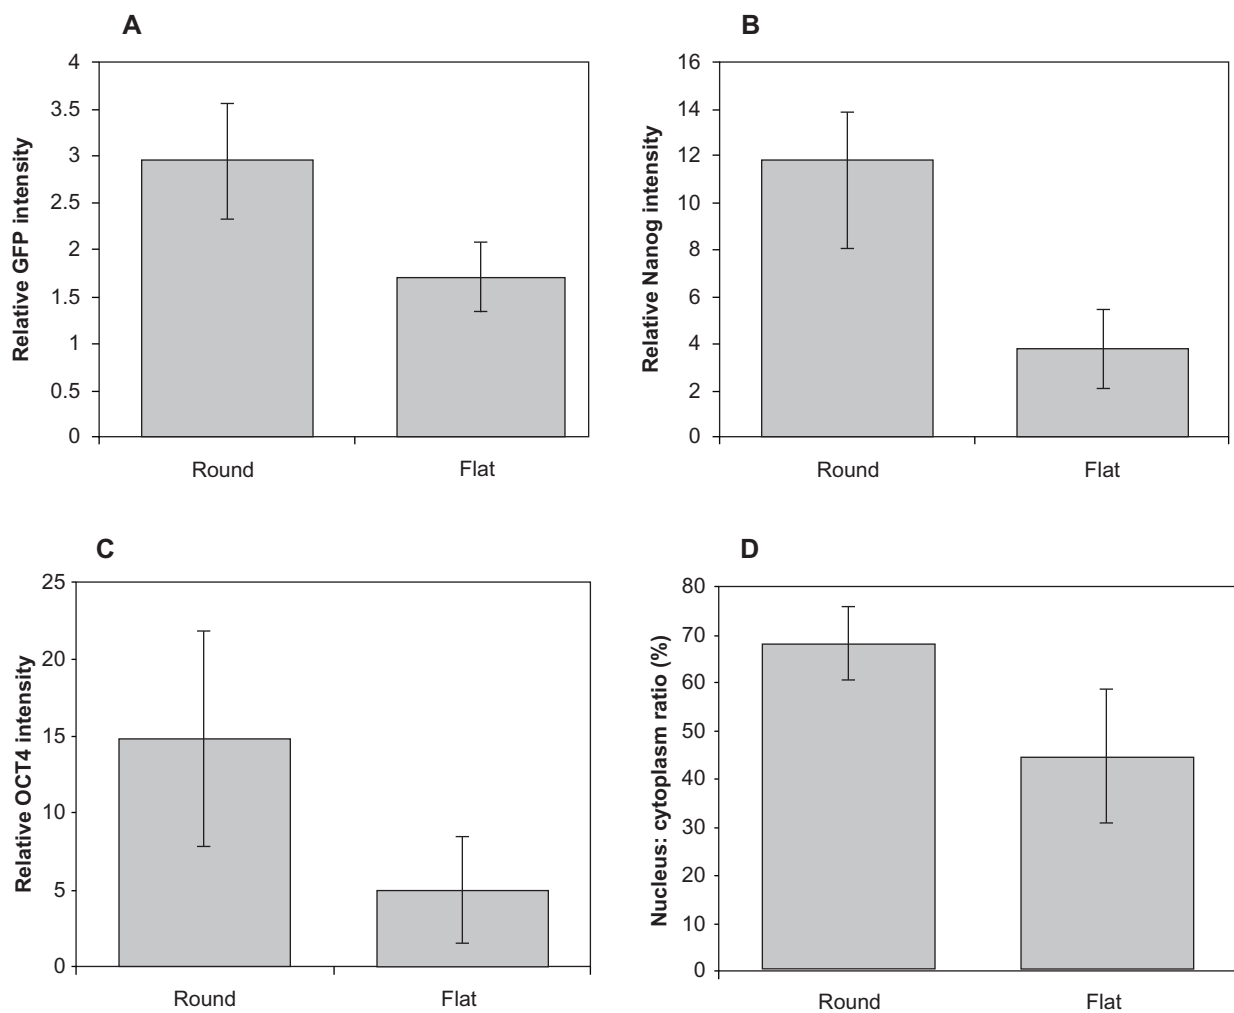 A
Relative GFP intensity
4
3.5
3
2.5
2
1.5
1
0.5
0
Round Flat
B
Relative Nanog intensity
16
14
12
10
8
6
4
2
0
Round Flat
C
Relative OCT4 intensity
25
20
15
10
5
0
Round Flat
D
Nucleus: cytoplasm ratio (%)
80
70
60
50
40
30
20
10
0
Round Flat